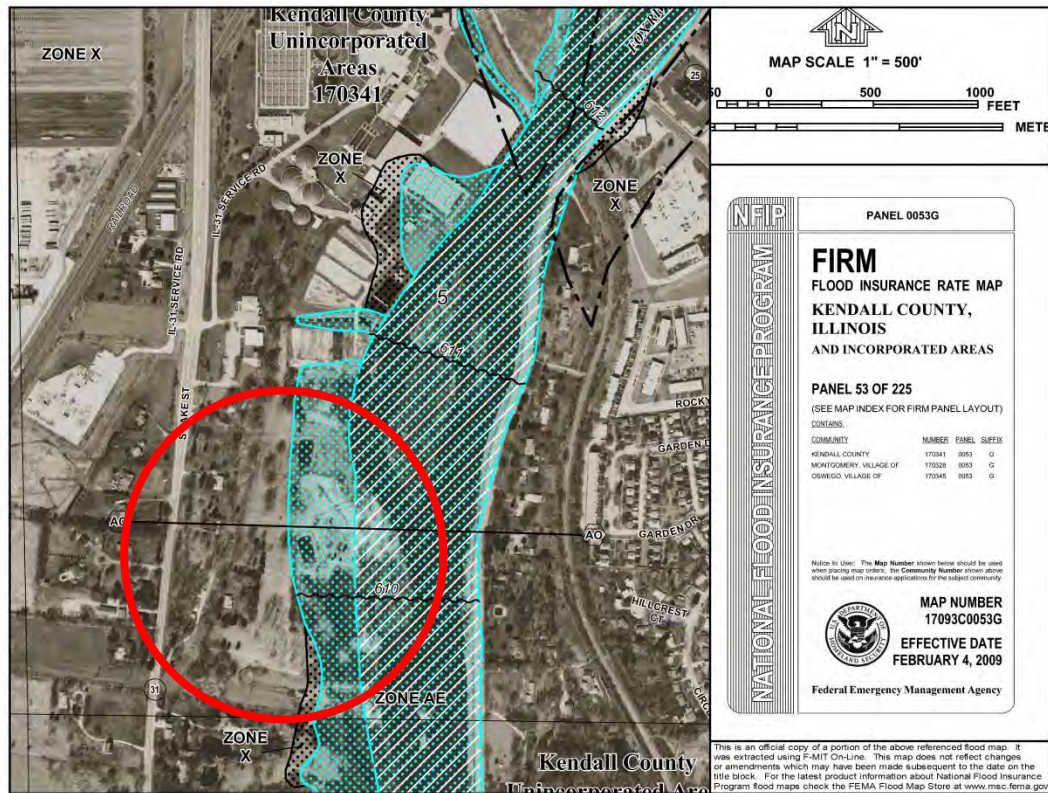 ZONE X
Kendall County
Unincorporated
Areas
170341
FOX RIVER
25
612
ZONE
X
ZONE
X
RAILROAD
IL-31 SERVICE RD
IL-31 SERVICE RD
5
611
S LAKE ST
ROCKY
GARDEN D
AO
AO
GARDEN DR
610
HILLCREST
CT
31
ZONE AE
CIRC
ZONE
X
Kendall County
Unincorporated Area
N
MAP SCALE 1" = 500'
0 500 1000
FEET
METE
NFIP
PANEL 0053G
NATIONAL FLOOD INSURANCE PROGRAM
FIRM
FLOOD INSURANCE RATE MAP
KENDALL COUNTY,
ILLINOIS
AND INCORPORATED AREAS
PANEL 53 OF 225
(SEE MAP INDEX FOR FIRM PANEL LAYOUT)
CONTAINS:
COMMUNITY NUMBER PANEL SUFFIX
KENDALL COUNTY 170341 0053 G
MONTGOMERY, VILLAGE OF 170328 0053 G
OSWEGO, VILLAGE OF 170345 0053 G
Notice to User: The Map Number shown below should be used
when placing map orders; the Community Number shown above
should be used on insurance applications for the subject community.
U.S. DEPARTMENT OF
HOMELAND SECURITY
MAP NUMBER
17093C0053G
EFFECTIVE DATE
FEBRUARY 4, 2009
Federal Emergency Management Agency
This is an official copy of a portion of the above referenced flood map. It
was extracted using F-MIT On-Line. This map does not reflect changes
or amendments which may have been made subsequent to the date on the
title block. For the latest product information about National Flood Insurance
Program flood maps check the FEMA Flood Map Store at www.msc.fema.gov